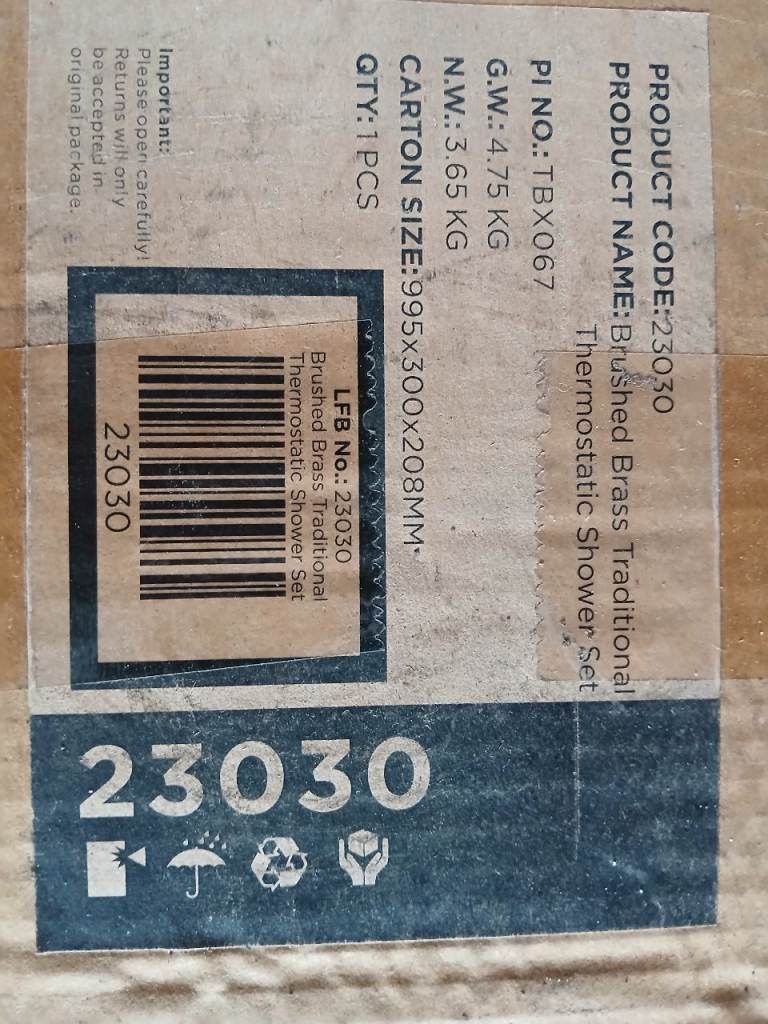 PRODUCT CODE:23030
PRODUCT NAME:Brushed Brass Traditional
Thermostatic Shower Set
PI NO.: TBX067
G.W.: 4.75 KG
N.W.: 3.65 KG
CARTON SIZE:995x300x208MM
QTY: 1 PCS
Important:
Please open carefully!
Returns will only
be accepted in
original package.
LFB No.: 23030
Brushed Brass Traditional
Thermostatic Shower Set
23030
23030